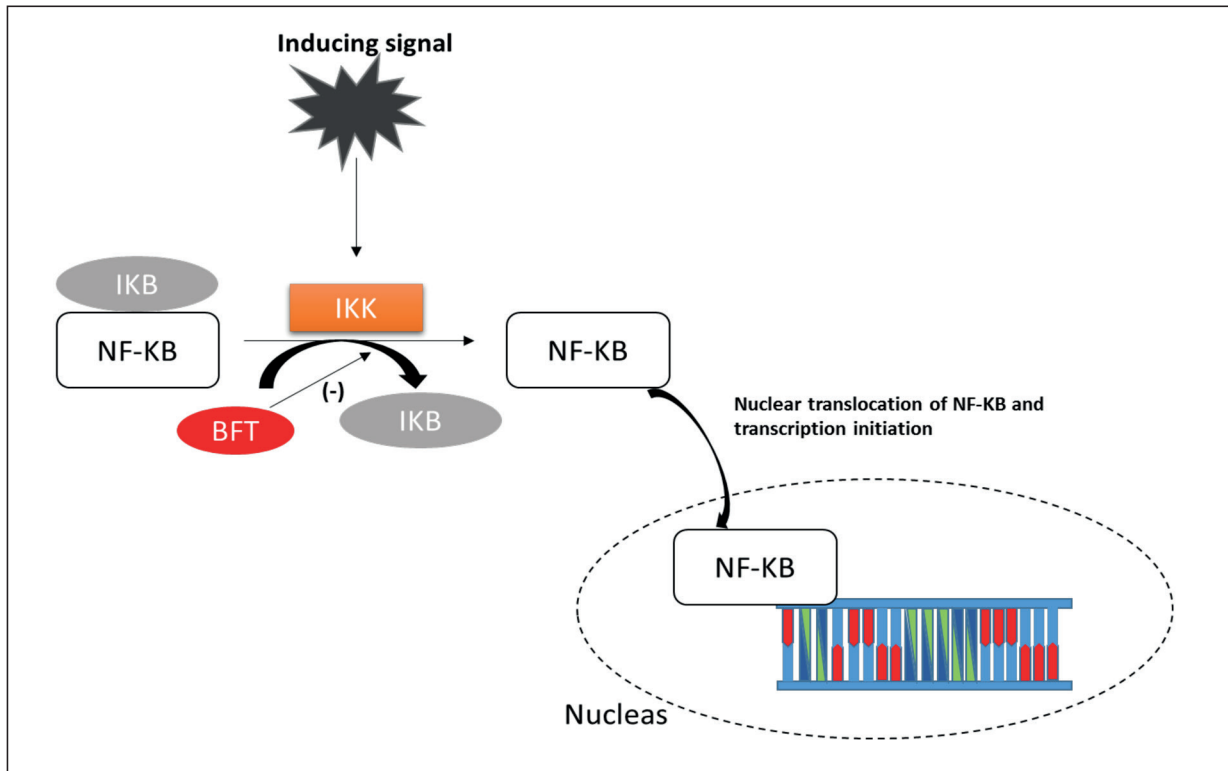 Inducing signal
IKB
NF-KB
IKK
NF-KB
(-)
BFT
IKB
Nuclear translocation of NF-KB and
transcription initiation
NF-KB
Nucleas